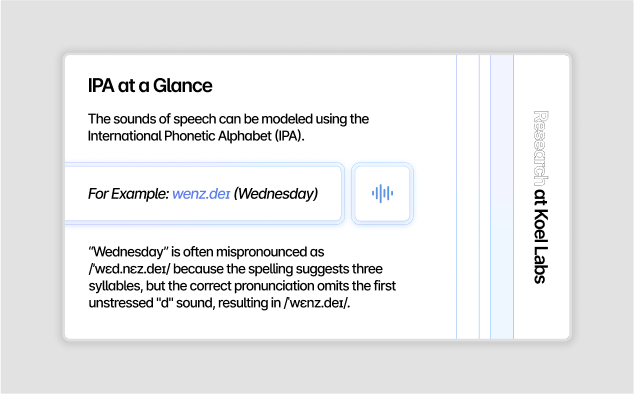 IPA at a Glance
The sounds of speech can be modeled using the
International Phonetic Alphabet (IPA).
For Example: wenz.deɪ (Wednesday)
“Wednesday” is often mispronounced as
/ˈwɛd.nɛz.deɪ/ because the spelling suggests three
syllables, but the correct pronunciation omits the first
unstressed "d" sound, resulting in /ˈwɛnz.deɪ/.
Research at Koel Labs